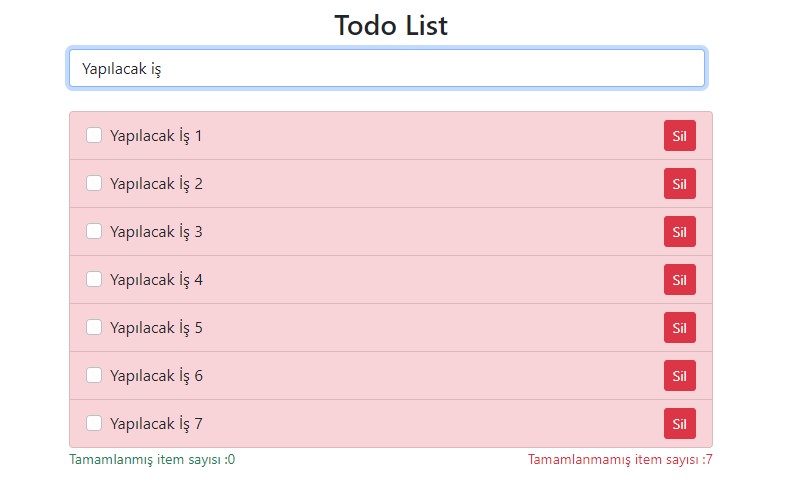 Todo List
Yapılacak iş
Yapılacak İş 1 Sil
Yapılacak İş 2 Sil
Yapılacak İş 3 Sil
Yapılacak İş 4 Sil
Yapılacak İş 5 Sil
Yapılacak İş 6 Sil
Yapılacak İş 7 Sil
Tamamlanmış item sayısı :0 Tamamlanmamış item sayısı :7